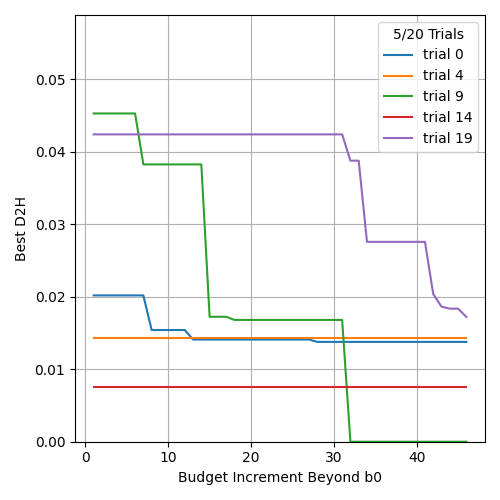 5/20 Trials
trial 0
trial 4
trial 9
trial 14
trial 19
0.05
0.04
0.03
0.02
0.01
0.00
Best D2H
0 10 20 30 40
Budget Increment Beyond b0